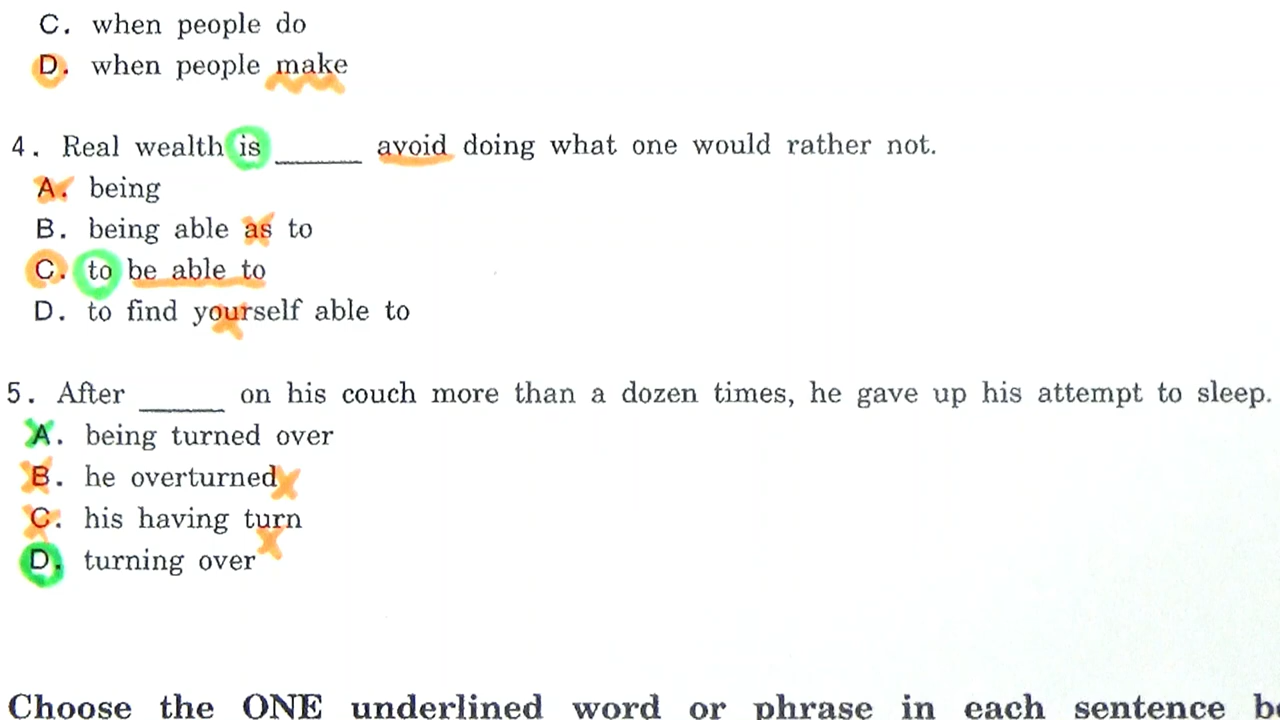 C. when people do
D. when people make
4. Real wealth is _____ avoid doing what one would rather not.
A. being
B. being able as to
C. to be able to
D. to find yourself able to
5. After _____ on his couch more than a dozen times, he gave up his attempt to sleep.
A. being turned over
B. he overturned
C. his having turn
D. turning over
Choose the ONE underlined word or phrase in each sentence